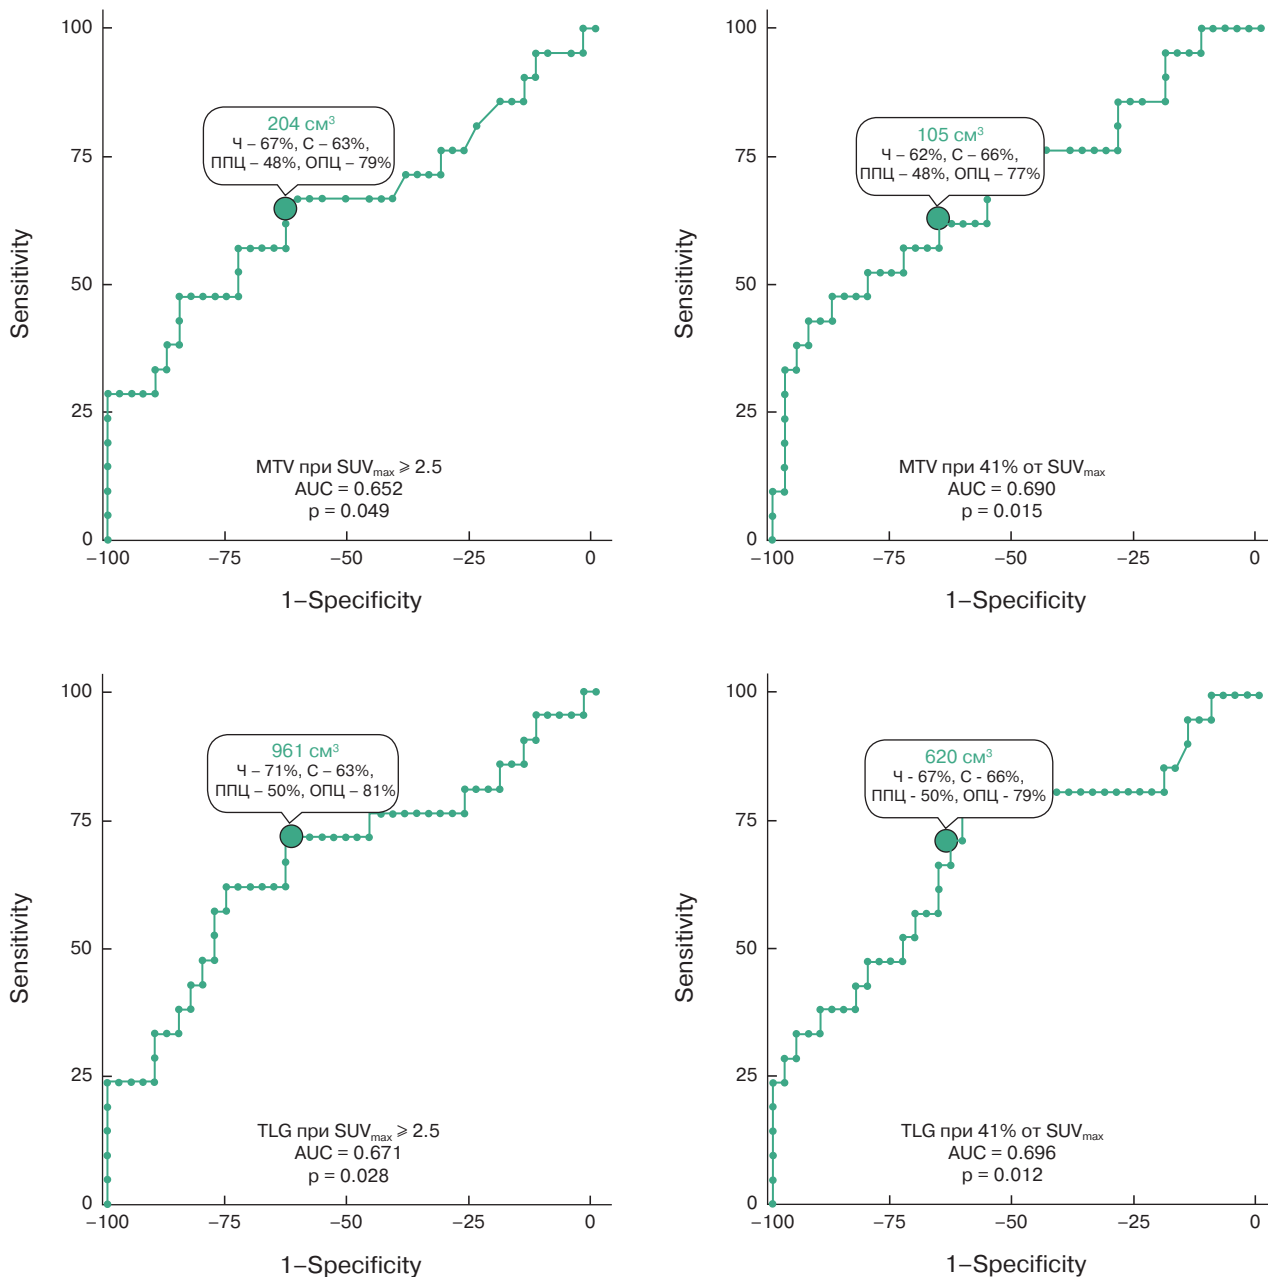 100
75
50
25
0
Sensitivity
204 см³
Ч – 67%, С – 63%,
ППЦ – 48%, ОПЦ – 79%
MTV при SUVmax ⩾ 2.5
AUC = 0.652
p = 0.049
−100 −75 −50 −25 0
1–Specificity
100
75
50
25
0
Sensitivity
105 см³
Ч – 62%, С – 66%,
ППЦ – 48%, ОПЦ – 77%
MTV при 41% от SUVmax
AUC = 0.690
p = 0.015
−100 −75 −50 −25 0
1–Specificity
100
75
50
25
0
Sensitivity
961 см³
Ч – 71%, С – 63%,
ППЦ – 50%, ОПЦ – 81%
TLG при SUVmax ⩾ 2.5
AUC = 0.671
p = 0.028
−100 −75 −50 −25 0
1–Specificity
100
75
50
25
0
Sensitivity
620 см³
Ч - 67%, С - 66%,
ППЦ - 50%, ОПЦ - 79%
TLG при 41% от SUVmax
AUC = 0.696
p = 0.012
−100 −75 −50 −25 0
1–Specificity